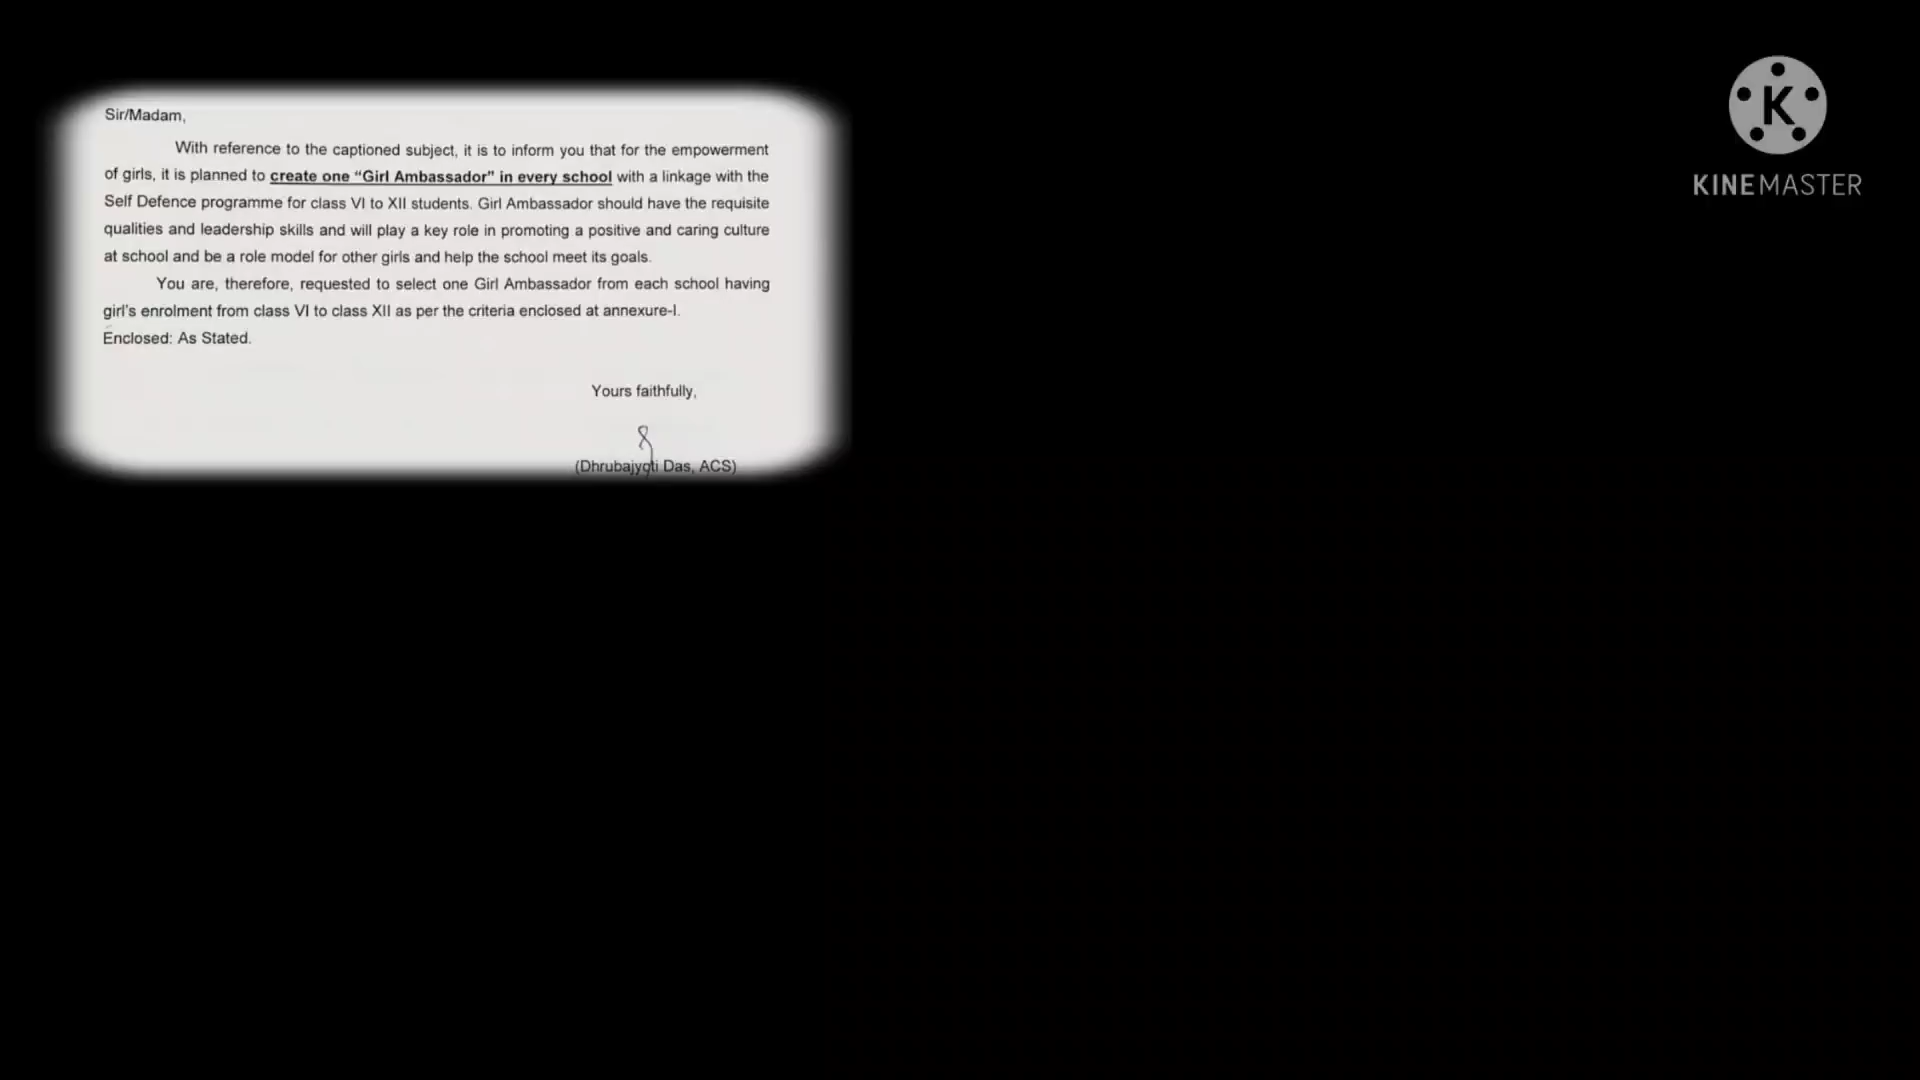 Sir/Madam,
With reference to the captioned subject, it is to inform you that for the empowerment
of girls, it is planned to create one “Girl Ambassador” in every school with a linkage with the
Self Defence programme for class VI to XII students. Girl Ambassador should have the requisite
qualities and leadership skills and will play a key role in promoting a positive and caring culture
at school and be a role model for other girls and help the school meet its goals.
You are, therefore, requested to select one Girl Ambassador from each school having
girl's enrolment from class VI to class XII as per the criteria enclosed at annexure-I.
Enclosed: As Stated.
Yours faithfully,
(Dhrubajyoti Das, ACS)
K
KINEMASTER